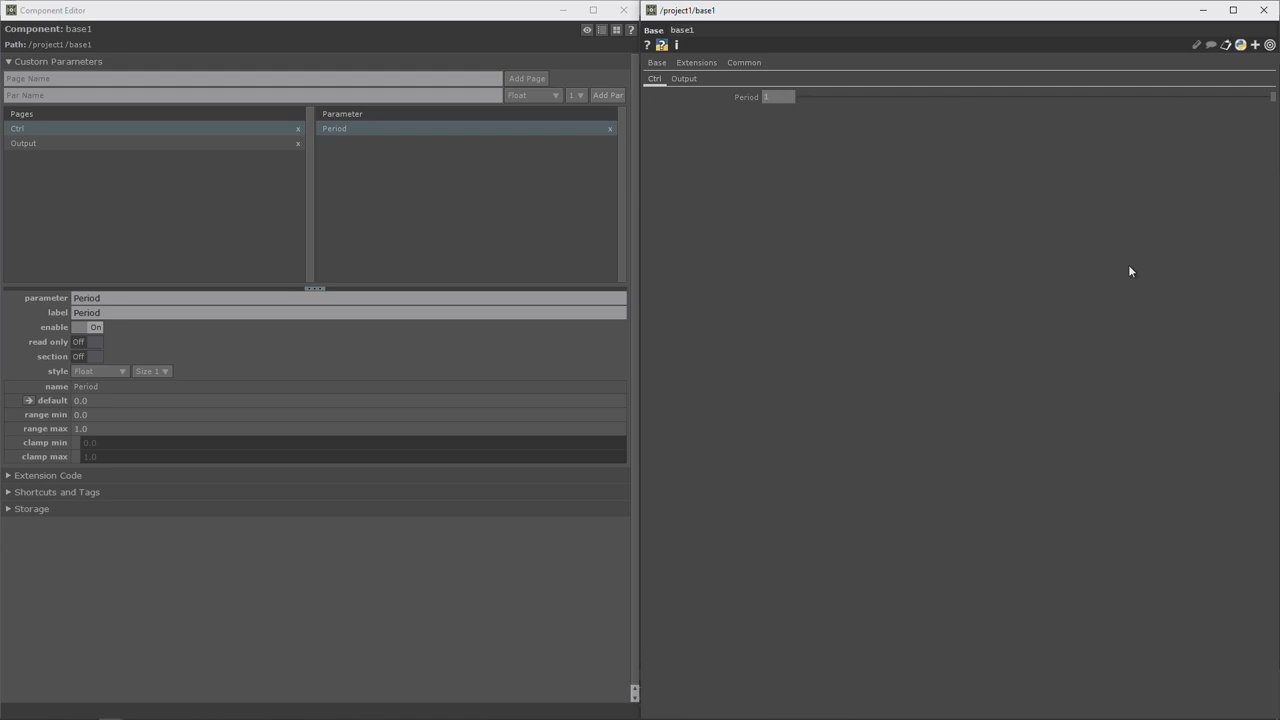 Component Editor
Component: base1
Path: /project1/base1
Custom Parameters
Page Name
Add Page
Par Name
Float
1
Add Par
Pages
Parameter
Ctrl
x
Period
x
Output
x
parameter Period
label Period
enable On
read only Off
section Off
style Float Size 1
name Period
default 0.0
range min 0.0
range max 1.0
clamp min 0.0
clamp max 1.0
Extension Code
Shortcuts and Tags
Storage
/project1/base1
Base base1
Base Extensions Common
Ctrl Output
Period 1